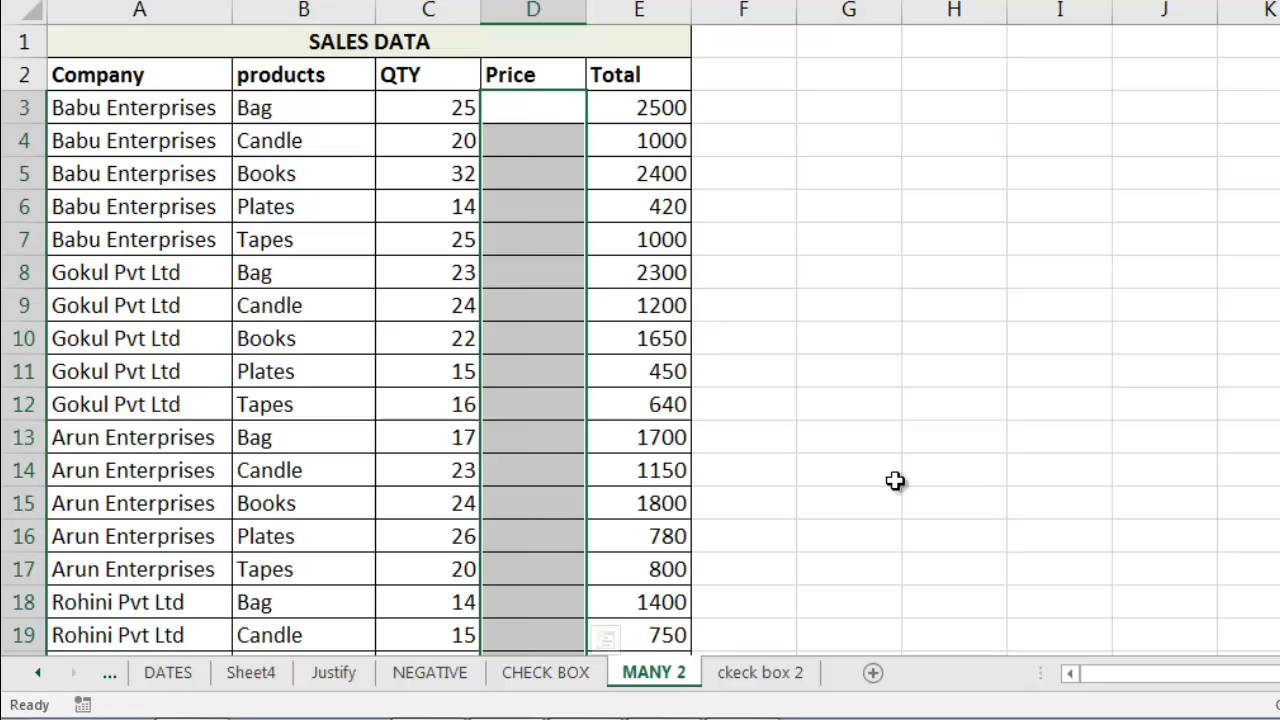 A B C D E F G H I J K
1 SALES DATA
2 Company products QTY Price Total
3 Babu Enterprises Bag 25 2500
4 Babu Enterprises Candle 20 1000
5 Babu Enterprises Books 32 2400
6 Babu Enterprises Plates 14 420
7 Babu Enterprises Tapes 25 1000
8 Gokul Pvt Ltd Bag 23 2300
9 Gokul Pvt Ltd Candle 24 1200
10 Gokul Pvt Ltd Books 22 1650
11 Gokul Pvt Ltd Plates 15 450
12 Gokul Pvt Ltd Tapes 16 640
13 Arun Enterprises Bag 17 1700
14 Arun Enterprises Candle 23 1150
15 Arun Enterprises Books 24 1800
16 Arun Enterprises Plates 26 780
17 Arun Enterprises Tapes 20 800
18 Rohini Pvt Ltd Bag 14 1400
19 Rohini Pvt Ltd Candle 15 750
... DATES Sheet4 Justify NEGATIVE CHECK BOX MANY 2 ckeck box 2
Ready